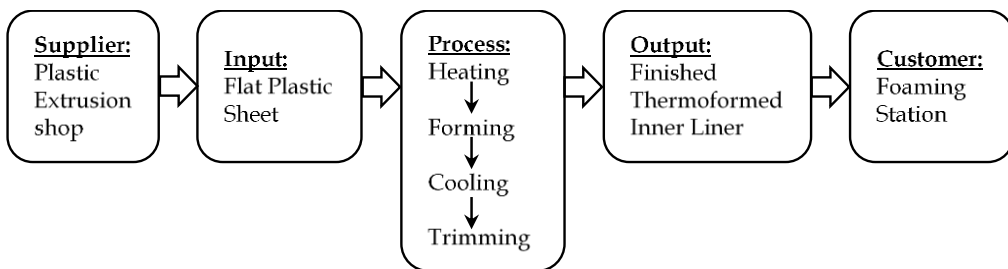 Supplier:
Plastic
Extrusion
shop
Input:
Flat Plastic
Sheet
Process:
Heating
Forming
Cooling
Trimming
Output:
Finished
Thermoformed
Inner Liner
Customer:
Foaming
Station